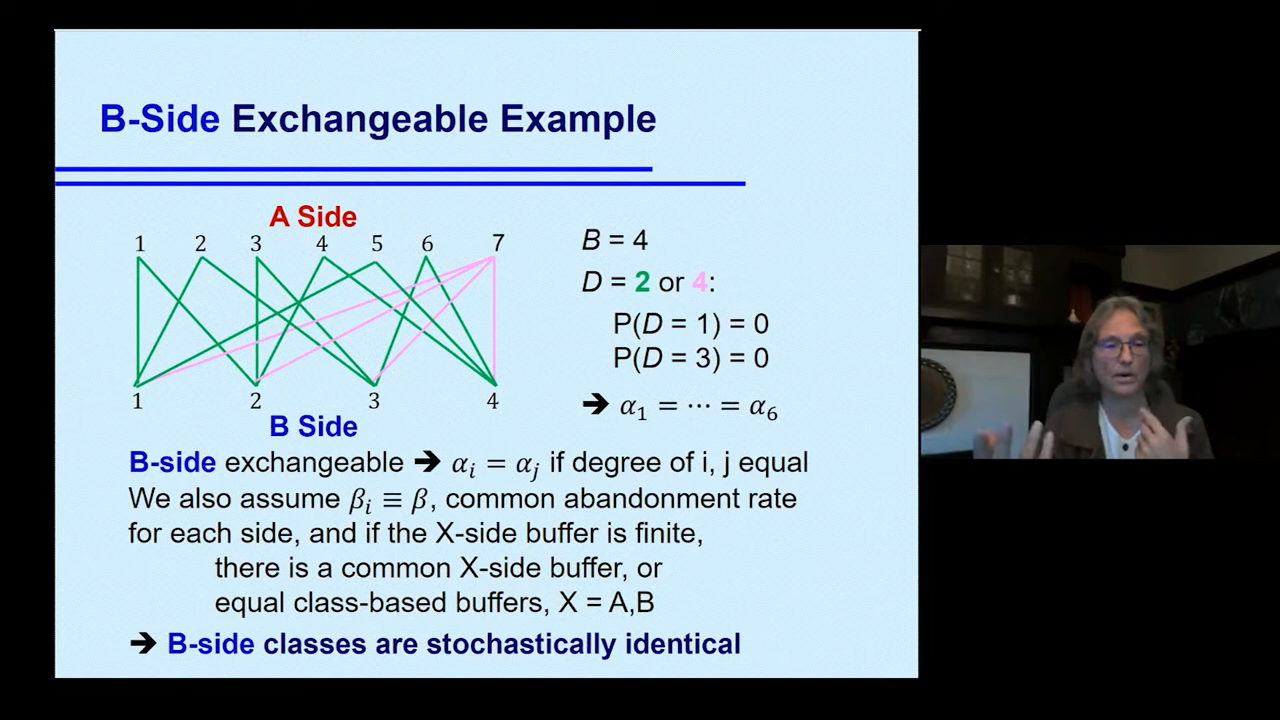 B-Side Exchangeable Example
A Side
1 2 3 4 5 6 7
1 2 3 4
B Side
B = 4
D = 2 or 4:
P(D = 1) = 0
P(D = 3) = 0
➔ α₁ = ⋯ = α₆
B-side exchangeable ➔ αᵢ = αⱼ if degree of i, j equal
We also assume βᵢ ≡ β, common abandonment rate
for each side, and if the X-side buffer is finite,
there is a common X-side buffer, or
equal class-based buffers, X = A,B
➔ B-side classes are stochastically identical